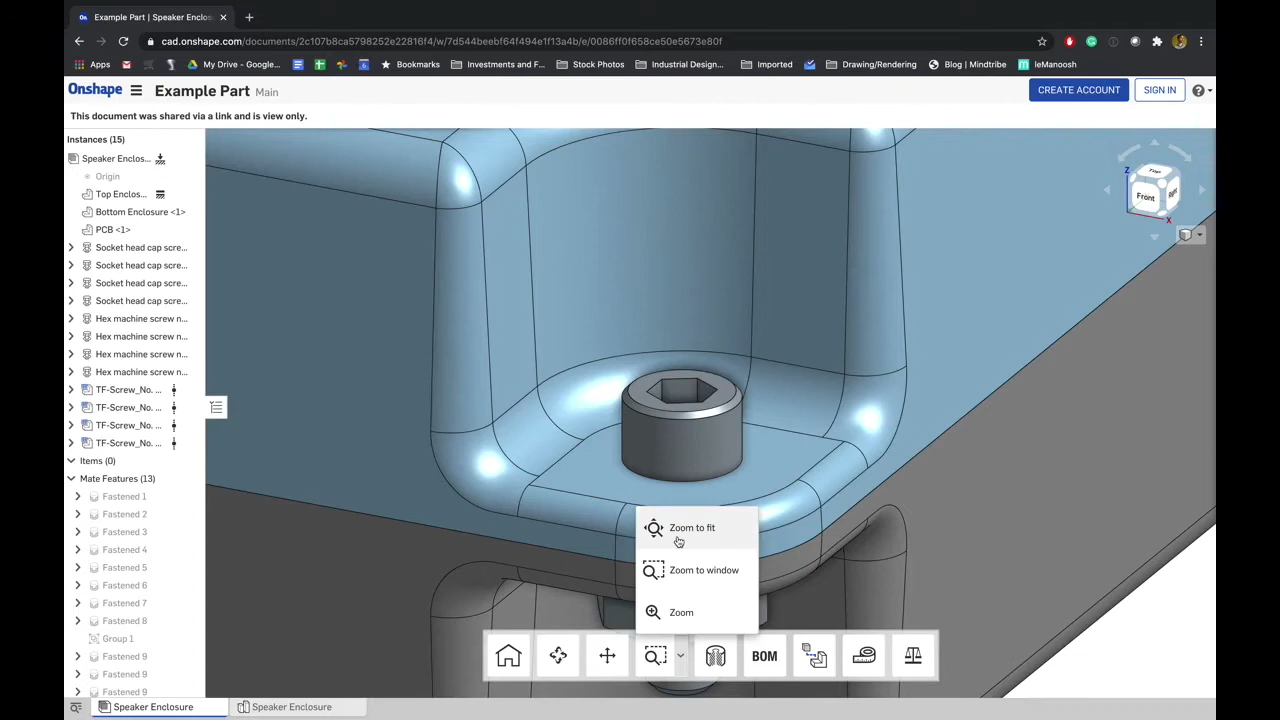 Example Part | Speaker Enclos
cad.onshape.com/documents/2c107b8ca5798252e22816f4/w/7d544beebf64f494e1f13a4b/e/0086ff0f658ce50e5673e80f
Apps
My Drive - Google...
Bookmarks
Investments and F...
Stock Photos
Industrial Design...
Imported
Drawing/Rendering
Blog | Mindtribe
leManoosh
Onshape
Example Part Main
CREATE ACCOUNT
SIGN IN
This document was shared via a link and is view only.
Instances (15)
Speaker Enclos...
Origin
Top Enclos...
Bottom Enclosure <1>
PCB <1>
Socket head cap scre...
Socket head cap scre...
Socket head cap scre...
Socket head cap scre...
Hex machine screw n...
Hex machine screw n...
Hex machine screw n...
Hex machine screw n...
TF-Screw_No. ...
TF-Screw_No. ...
TF-Screw_No. ...
TF-Screw_No. ...
Items (0)
Mate Features (13)
Fastened 1
Fastened 2
Fastened 3
Fastened 4
Fastened 5
Fastened 6
Fastened 7
Fastened 8
Group 1
Fastened 9
Fastened 9
Fastened 9
Z
Front
Right
X
Zoom to fit
Zoom to window
Zoom
BOM
Speaker Enclosure
Speaker Enclosure